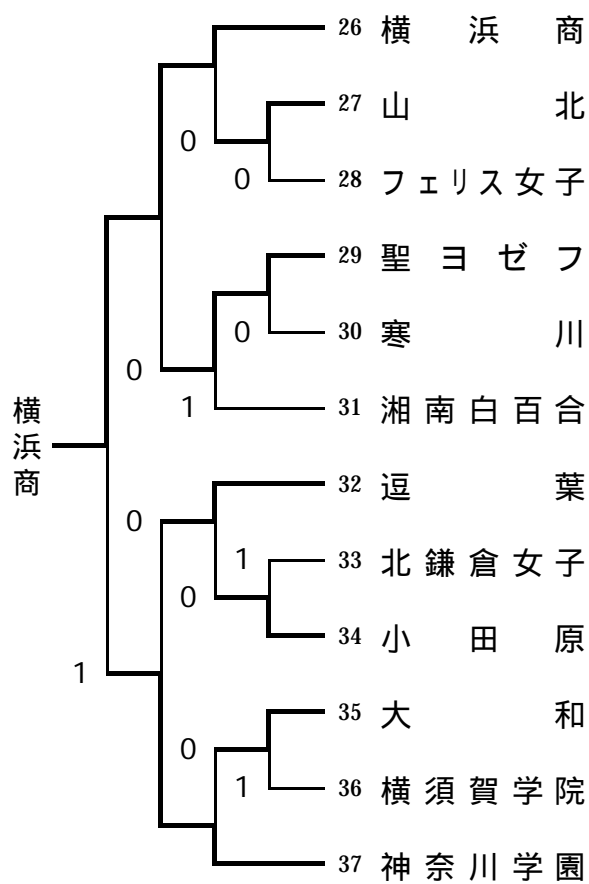 26 横浜商
27 山北
0
0
28 フェリス女子
29 聖ヨゼフ
0
30 寒川
0
1
31 湘南白百合
横浜商
32 逗葉
0
1
33 北鎌倉女子
0
34 小田原
1
35 大和
0
1
36 横須賀学院
37 神奈川学園